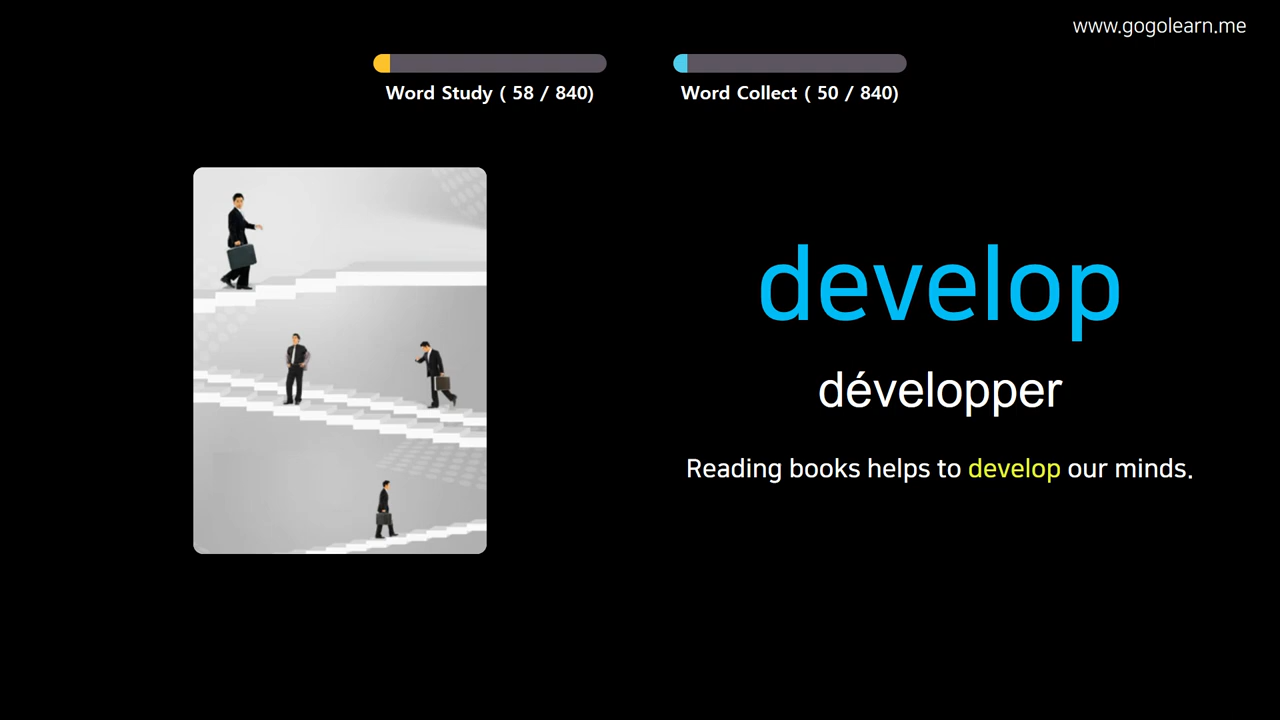 www.gogolearn.me
Word Study ( 58 / 840)
Word Collect ( 50 / 840)
develop
développer
Reading books helps to develop our minds.